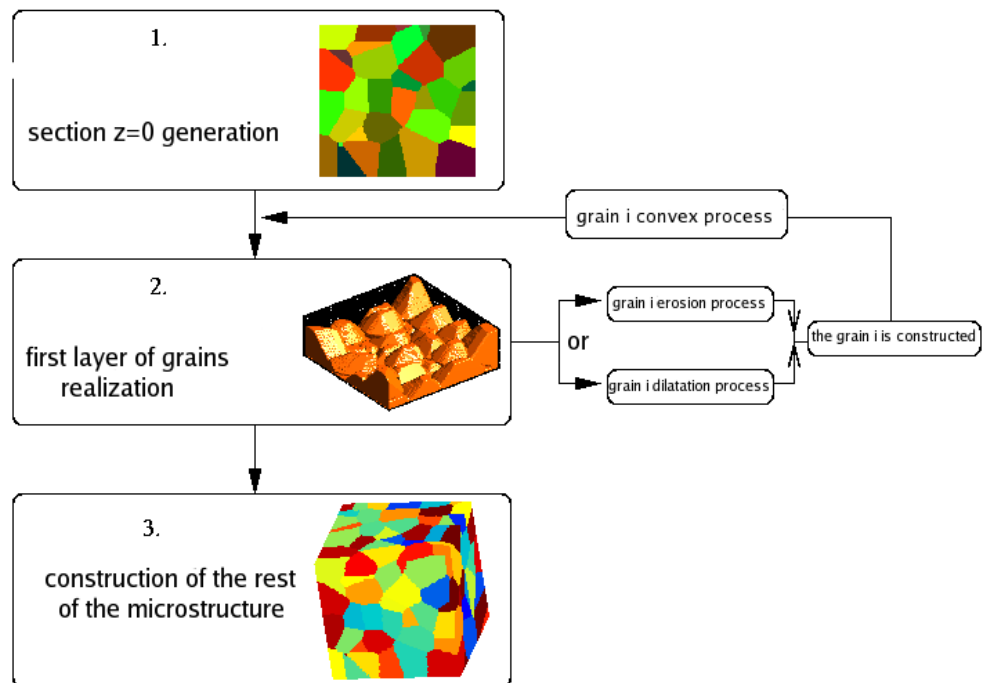 1.
section z=0 generation
grain i convex process
2.
first layer of grains
realization
grain i erosion process
or
the grain i is constructed
grain i dilatation process
3.
construction of the rest
of the microstructure